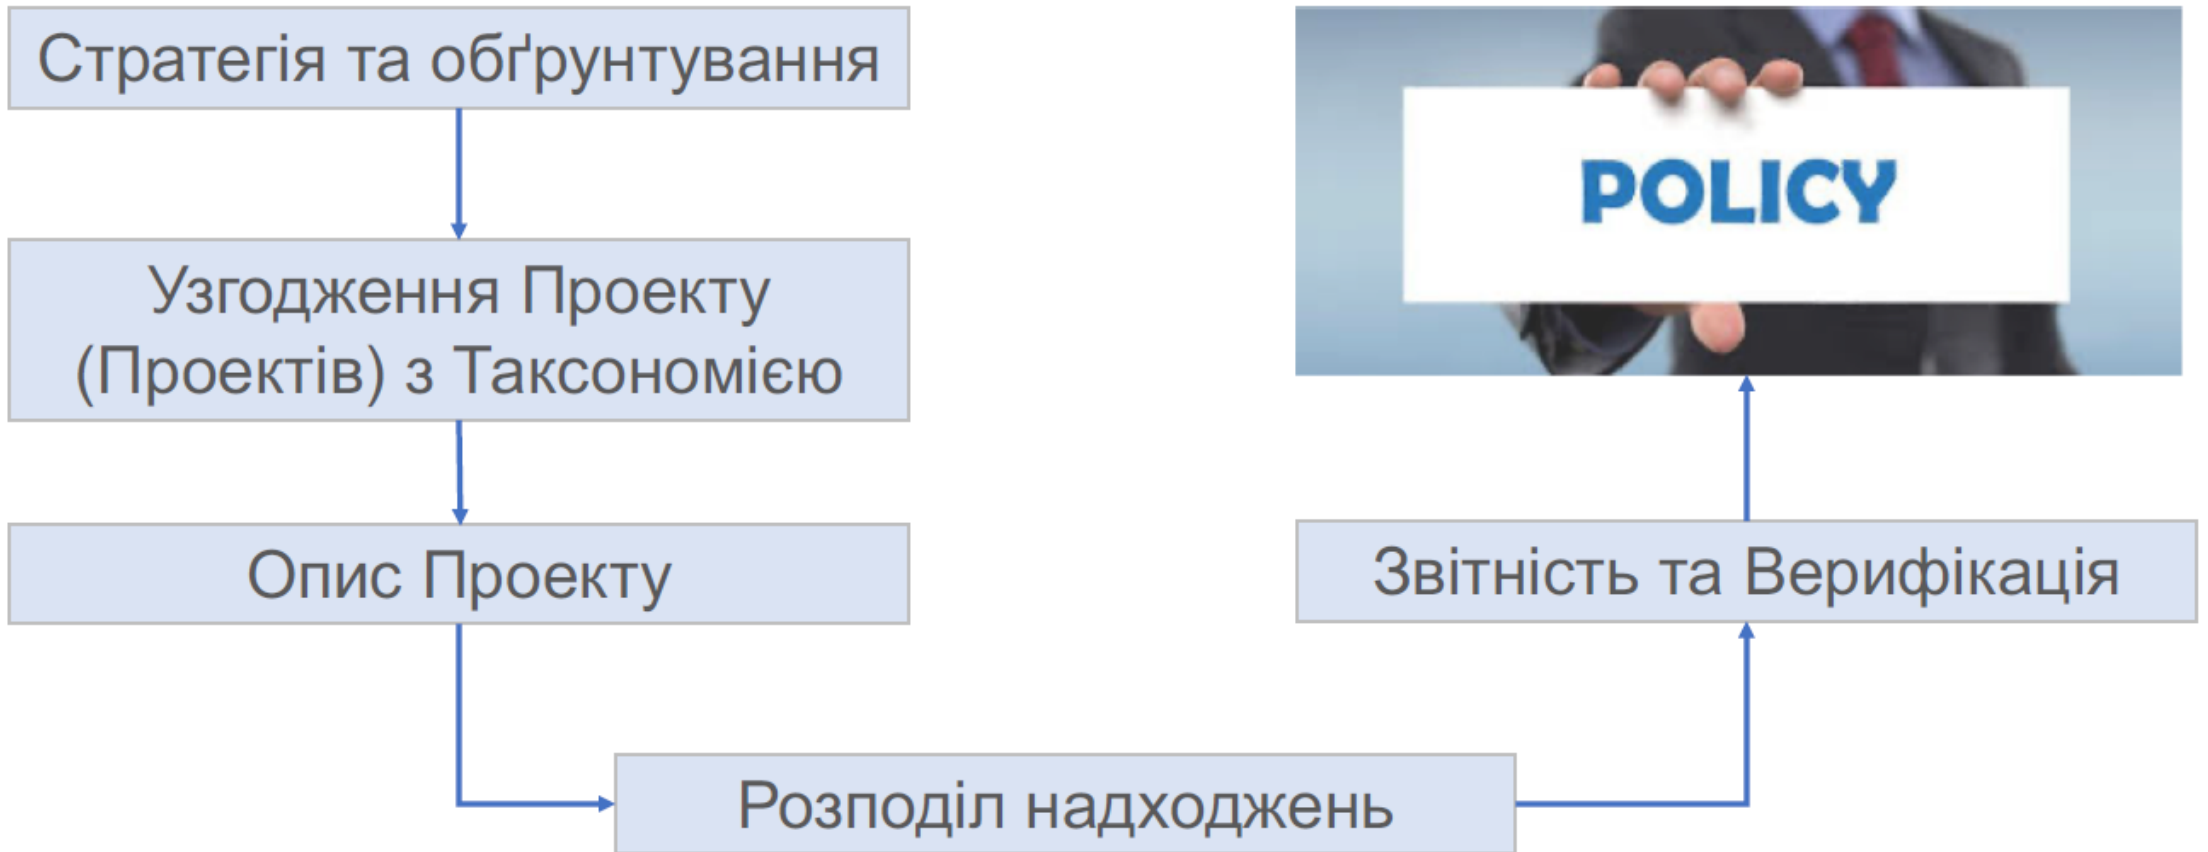 Стратегія та обґрунтування
Узгодження Проекту
(Проектів) з Таксономією
Опис Проекту
Розподіл надходжень
Звітність та Верифікація
POLICY